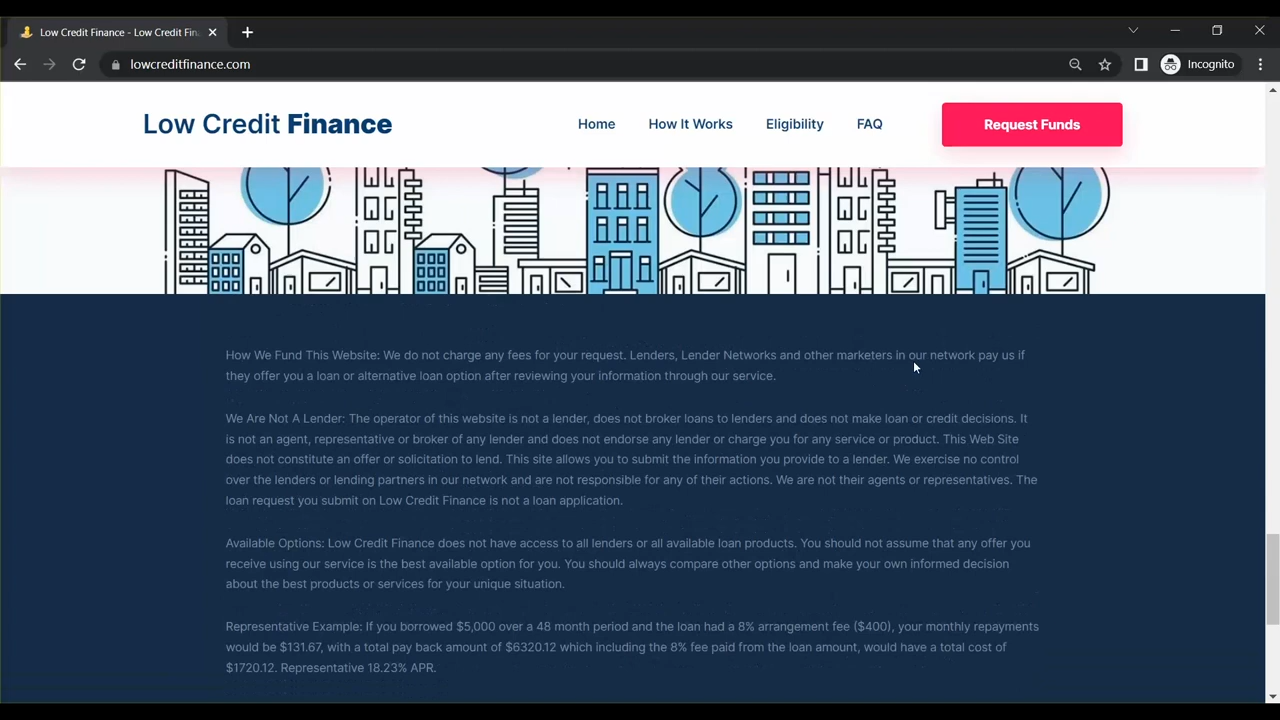 Low Credit Finance - Low Credit Fin
lowcreditfinance.com
Incognito
Low Credit Finance
Home
How It Works
Eligibility
FAQ
Request Funds
How We Fund This Website: We do not charge any fees for your request. Lenders, Lender Networks and other marketers in our network pay us if
they offer you a loan or alternative loan option after reviewing your information through our service.
We Are Not A Lender: The operator of this website is not a lender, does not broker loans to lenders and does not make loan or credit decisions. It
is not an agent, representative or broker of any lender and does not endorse any lender or charge you for any service or product. This Web Site
does not constitute an offer or solicitation to lend. This site allows you to submit the information you provide to a lender. We exercise no control
over the lenders or lending partners in our network and are not responsible for any of their actions. We are not their agents or representatives. The
loan request you submit on Low Credit Finance is not a loan application.
Available Options: Low Credit Finance does not have access to all lenders or all available loan products. You should not assume that any offer you
receive using our service is the best available option for you. You should always compare other options and make your own informed decision
about the best products or services for your unique situation.
Representative Example: If you borrowed $5,000 over a 48 month period and the loan had a 8% arrangement fee ($400), your monthly repayments
would be $131.67, with a total pay back amount of $6320.12 which including the 8% fee paid from the loan amount, would have a total cost of
$1720.12. Representative 18.23% APR.